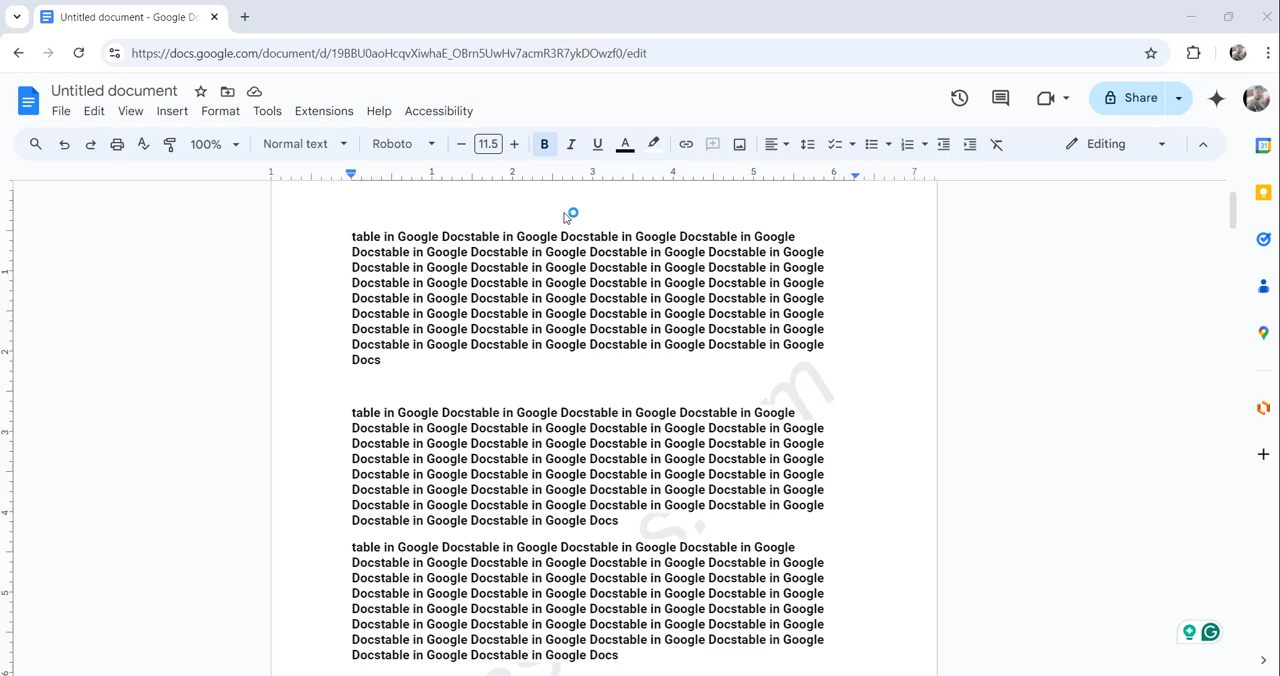 Untitled document - Google Dc
https://docs.google.com/document/d/19BBU0aoHcqvXiwhaE_OBrn5UwHv7acmR3R7ykDOwzf0/edit
Untitled document
Share
File Edit View Insert Format Tools Extensions Help Accessibility
100% Normal text Roboto 11.5 B I U A Editing
1 1 2 3 4 5 6 7
table in Google Docstable in Google Docstable in Google Docstable in Google
Docstable in Google Docstable in Google Docstable in Google Docstable in Google
Docstable in Google Docstable in Google Docstable in Google Docstable in Google
Docstable in Google Docstable in Google Docstable in Google Docstable in Google
Docstable in Google Docstable in Google Docstable in Google Docstable in Google
Docstable in Google Docstable in Google Docstable in Google Docstable in Google
Docstable in Google Docstable in Google Docstable in Google Docstable in Google
Docstable in Google Docstable in Google Docstable in Google Docstable in Google
Docs
table in Google Docstable in Google Docstable in Google Docstable in Google
Docstable in Google Docstable in Google Docstable in Google Docstable in Google
Docstable in Google Docstable in Google Docstable in Google Docstable in Google
Docstable in Google Docstable in Google Docstable in Google Docstable in Google
Docstable in Google Docstable in Google Docstable in Google Docstable in Google
Docstable in Google Docstable in Google Docstable in Google Docstable in Google
Docstable in Google Docstable in Google Docstable in Google Docstable in Google
Docstable in Google Docstable in Google Docs
table in Google Docstable in Google Docstable in Google Docstable in Google
Docstable in Google Docstable in Google Docstable in Google Docstable in Google
Docstable in Google Docstable in Google Docstable in Google Docstable in Google
Docstable in Google Docstable in Google Docstable in Google Docstable in Google
Docstable in Google Docstable in Google Docstable in Google Docstable in Google
Docstable in Google Docstable in Google Docstable in Google Docstable in Google
Docstable in Google Docstable in Google Docstable in Google Docstable in Google
Docstable in Google Docstable in Google Docs